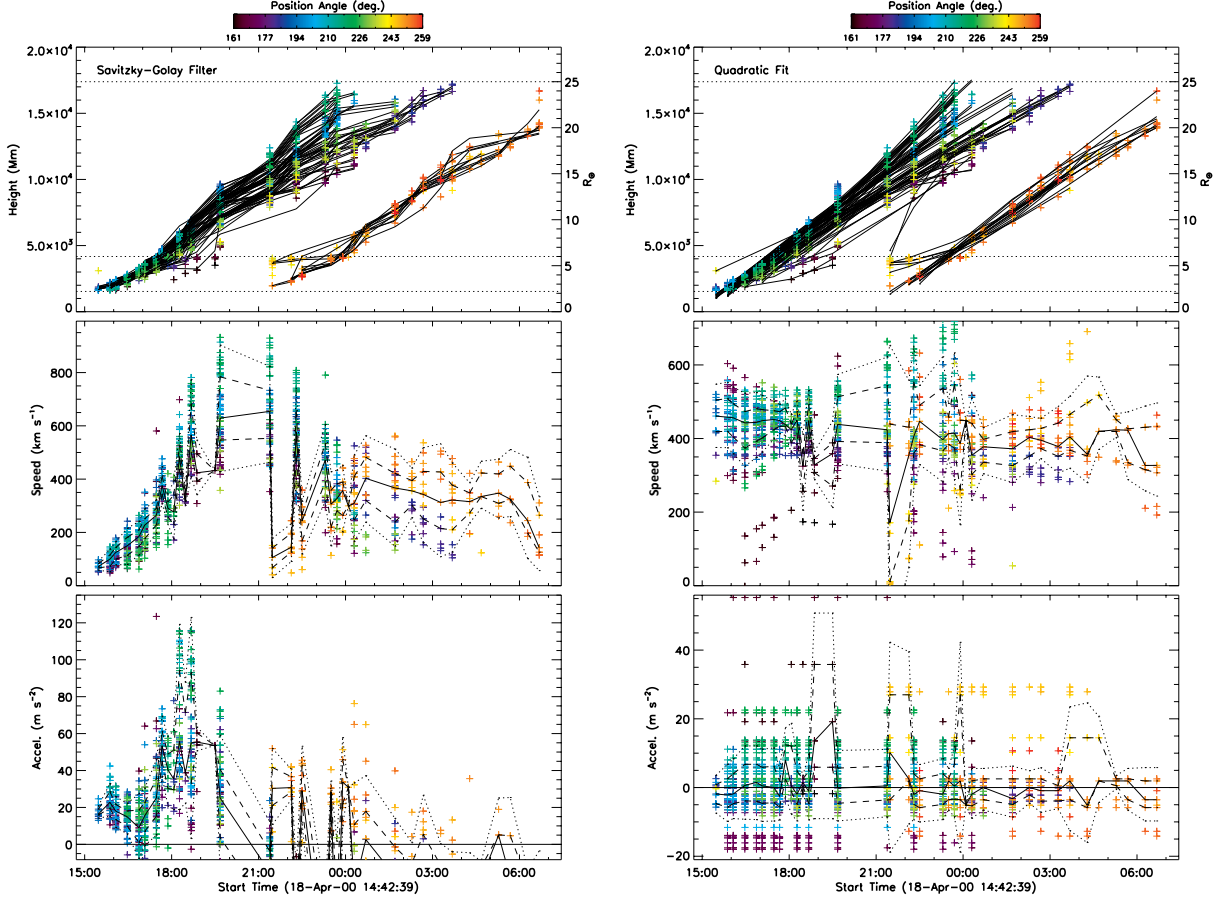 Position Angle (deg.)
161 177 194 210 226 243 259
Savitzky-Golay Filter
2.0×10⁴
1.5×10⁴
1.0×10⁴
5.0×10³
0
Height (Mm)
25
20
15
10
5
0
R⊙
800
600
400
200
0
Speed (km s⁻¹)
120
100
80
60
40
20
0
Accel. (m s⁻²)
15:00 18:00 21:00 00:00 03:00 06:00
Start Time (18-Apr-00 14:42:39)
Position Angle (deg.)
161 177 194 210 226 243 259
Quadratic Fit
2.0×10⁴
1.5×10⁴
1.0×10⁴
5.0×10³
0
Height (Mm)
25
20
15
10
5
0
R⊙
600
400
200
0
Speed (km s⁻¹)
40
20
0
-20
Accel. (m s⁻²)
15:00 18:00 21:00 00:00 03:00 06:00
Start Time (18-Apr-00 14:42:39)